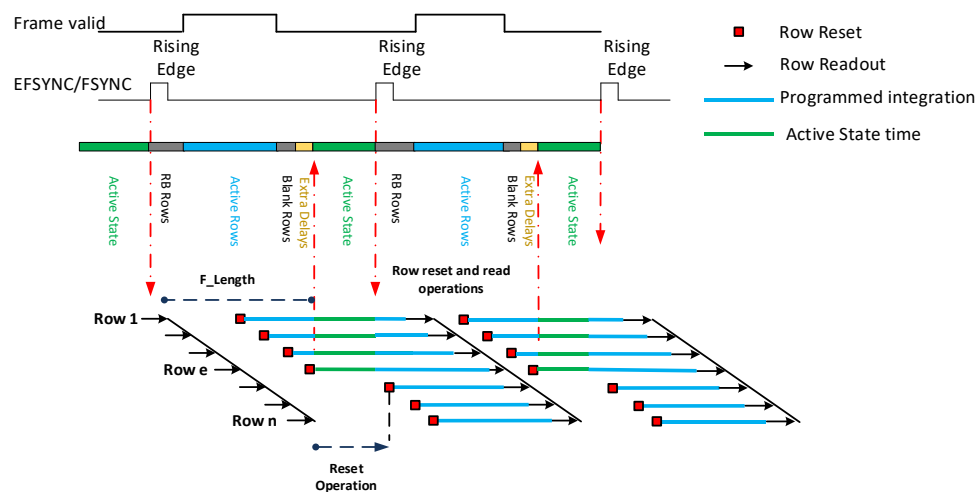 Frame valid
Rising
Edge
Rising
Edge
Rising
Edge
EFSYNC/FSYNC
Row Reset
Row Readout
Programmed integration
Active State time
Active State
RB Rows
Active Rows
Blank Rows
Extra Delays
Active State
RB Rows
Active Rows
Blank Rows
Extra Delays
Active State
F_Length
Row reset and read
operations
Row 1
Row e
Row n
Reset
Operation